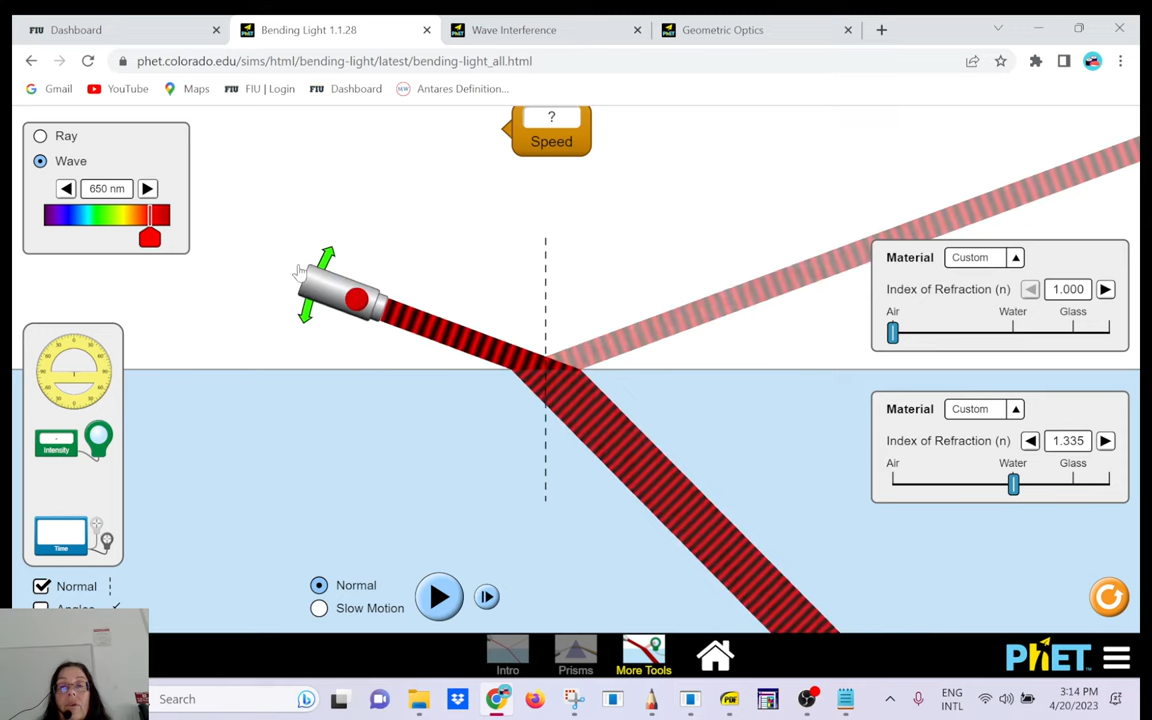 FIU Dashboard
Bending Light 1.1.28
Wave Interference
Geometric Optics
phet.colorado.edu/sims/html/bending-light/latest/bending-light_all.html
Gmail
YouTube
Maps
FIU FIU | Login
FIU Dashboard
Antares Definition...
?
Speed
Ray
Wave
650 nm
Material Custom
Index of Refraction (n) 1.000
Air Water Glass
Material Custom
Index of Refraction (n) 1.335
Air Water Glass
Intensity
Time
Normal
Angles
Normal
Slow Motion
Intro
Prisms
More Tools
PhET
Search
ENG
INTL
3:14 PM
4/20/2023